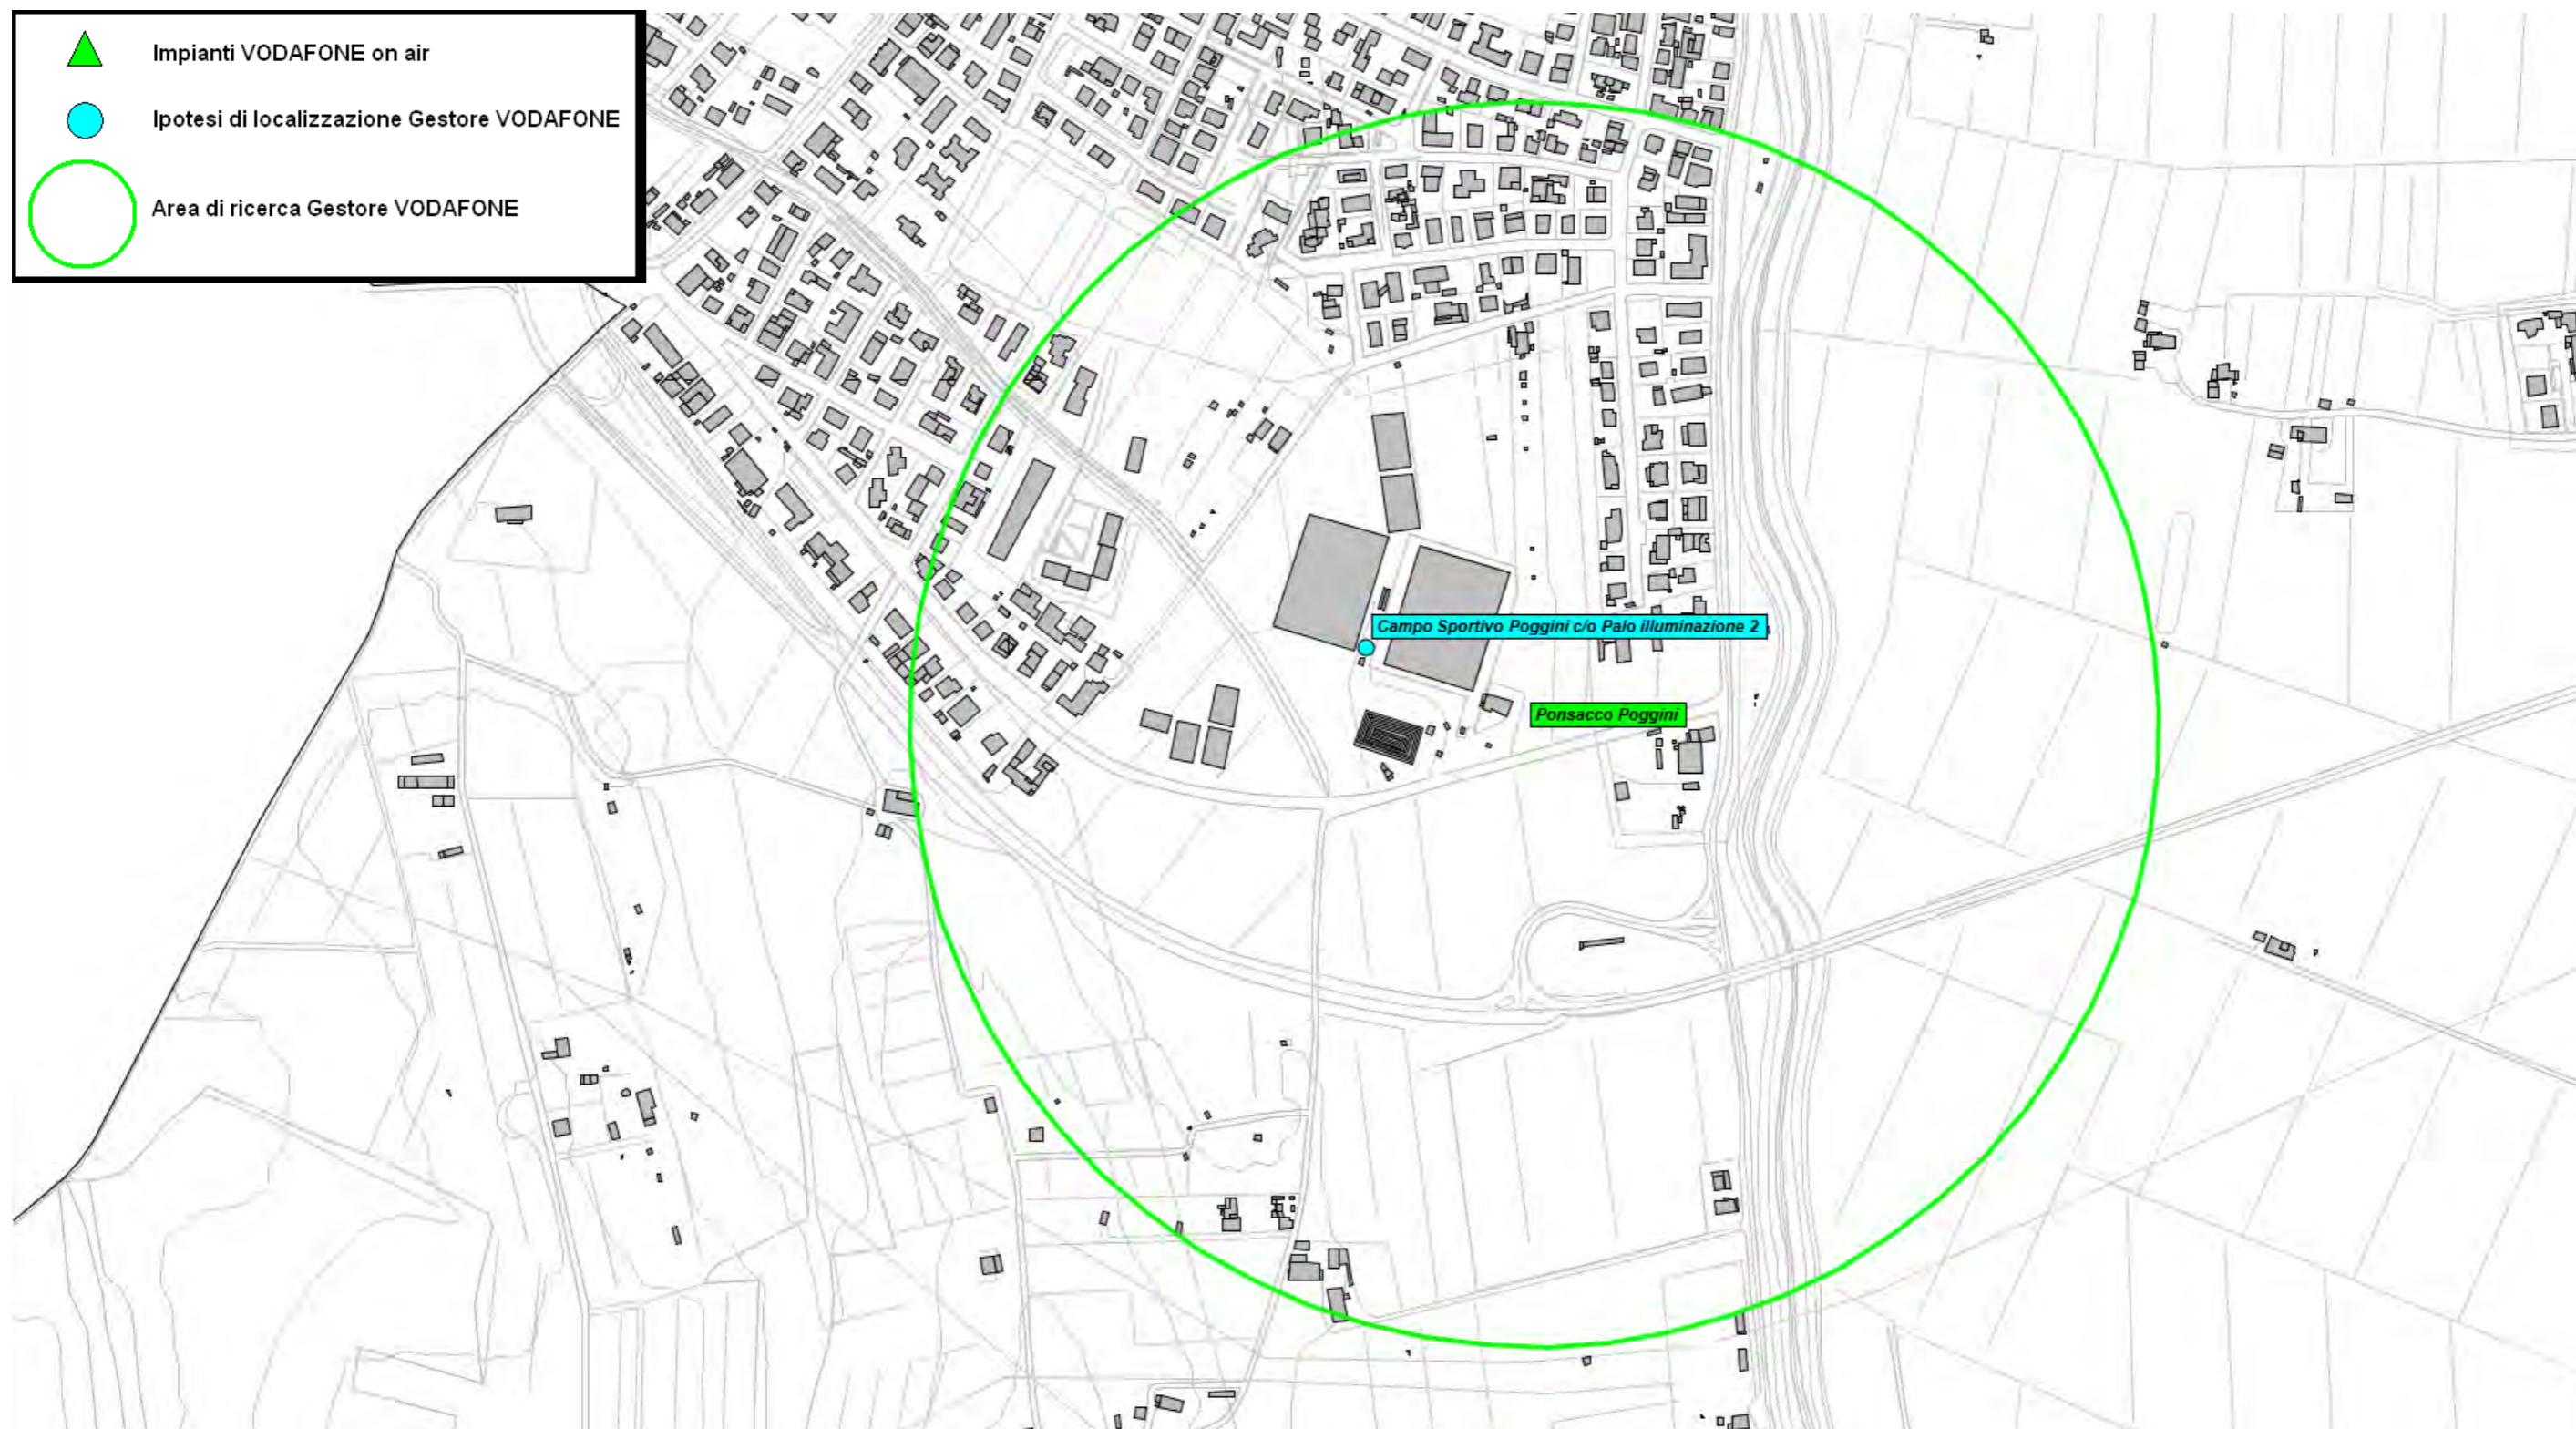 Impianti VODAFONE on air
Ipotesi di localizzazione Gestore VODAFONE
Area di ricerca Gestore VODAFONE
Campo Sportivo Poggini c/o Palo illuminazione 2
Ponsacco Poggini